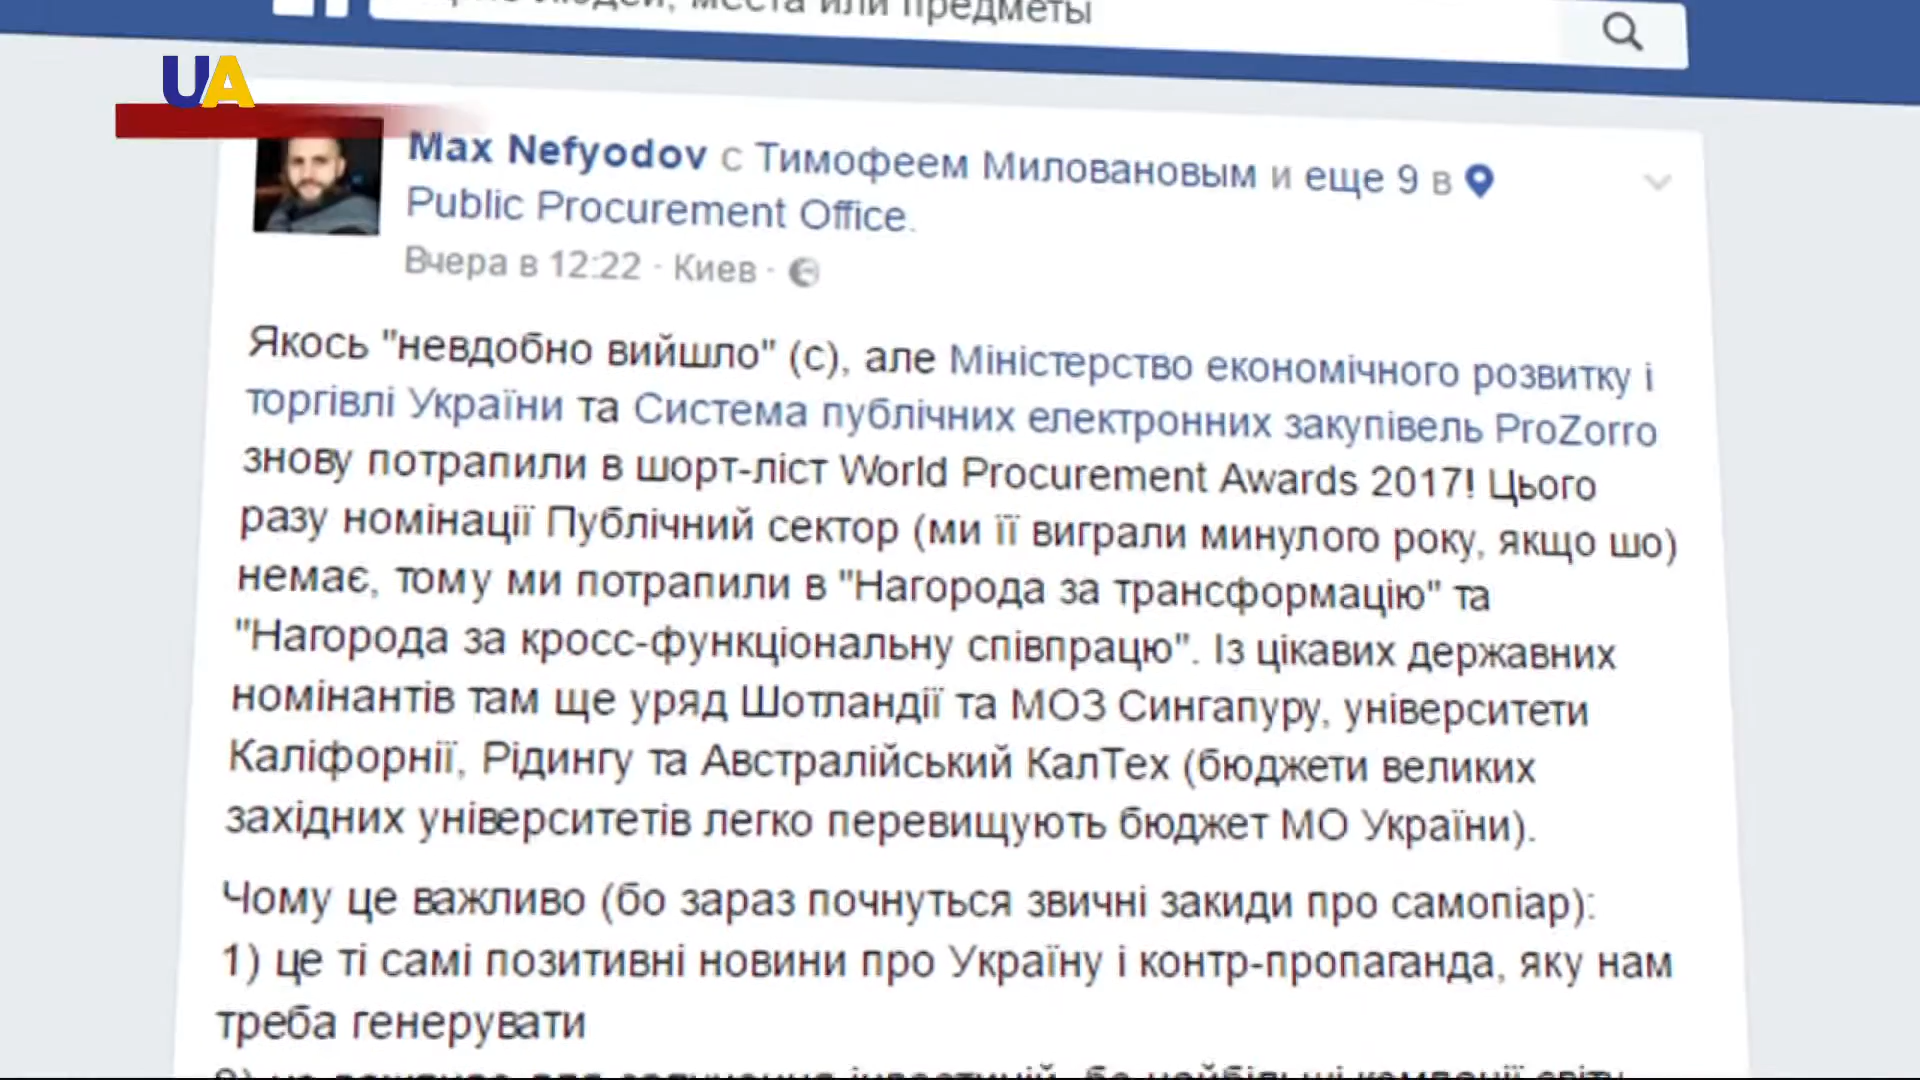 места или предметы
UA
Max Nefyodov с Тимофеем Миловановым и еще 9 в
Public Procurement Office.
Вчера в 12:22 · Киев ·
Якось "невдобно вийшло" (с), але Міністерство економічного розвитку і
торгівлі України та Система публічних електронних закупівель ProZorro
знову потрапили в шорт-ліст World Procurement Awards 2017! Цього
разу номінації Публічний сектор (ми її виграли минулого року, якщо шо)
немає, тому ми потрапили в "Нагорода за трансформацію" та
"Нагорода за кросс-функціональну співпрацю". Із цікавих державних
номінантів там ще уряд Шотландії та МОЗ Сингапуру, університети
Каліфорнії, Рідингу та Австралійський КалТех (бюджети великих
західних університетів легко перевищують бюджет МО України).
Чому це важливо (бо зараз почнуться звичні закиди про самопіар):
1) це ті самі позитивні новини про Україну і контр-пропаганда, яку нам
треба генерувати